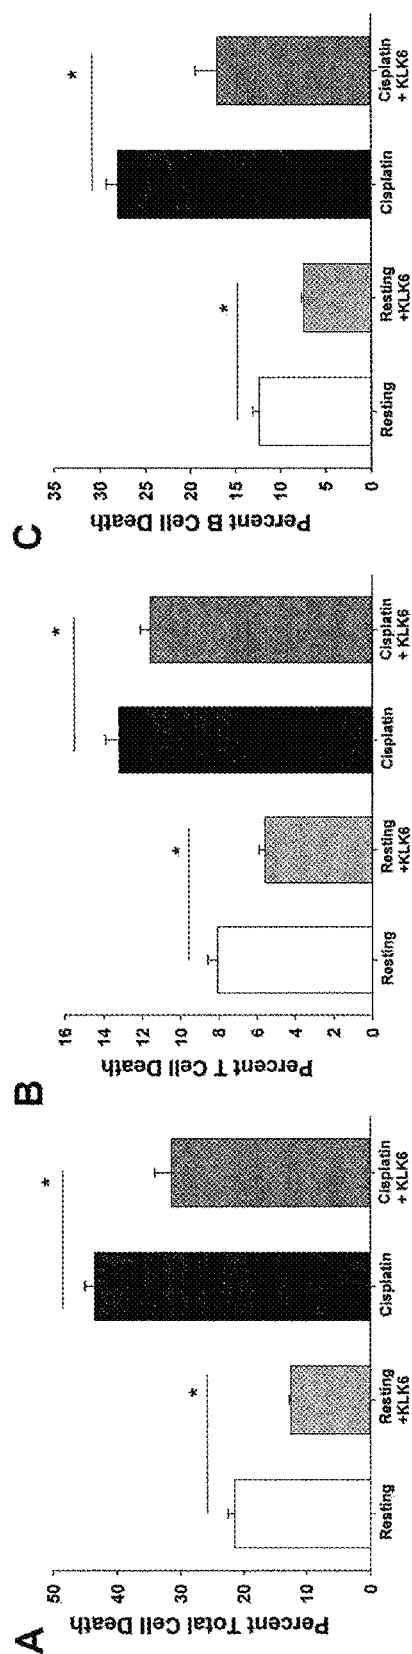 A
Percent Total Cell Death
50
40
30
20
10
0
*
*
Resting
Resting
+KLK6
Cisplatin
Cisplatin
+ KLK6
B
Percent T Cell Death
16
14
12
10
8
6
4
2
0
*
*
Resting
Resting
+KLK6
Cisplatin
Cisplatin
+ KLK6
C
Percent B Cell Death
35
30
25
20
15
10
5
0
*
*
Resting
Resting
+KLK6
Cisplatin
Cisplatin
+ KLK6